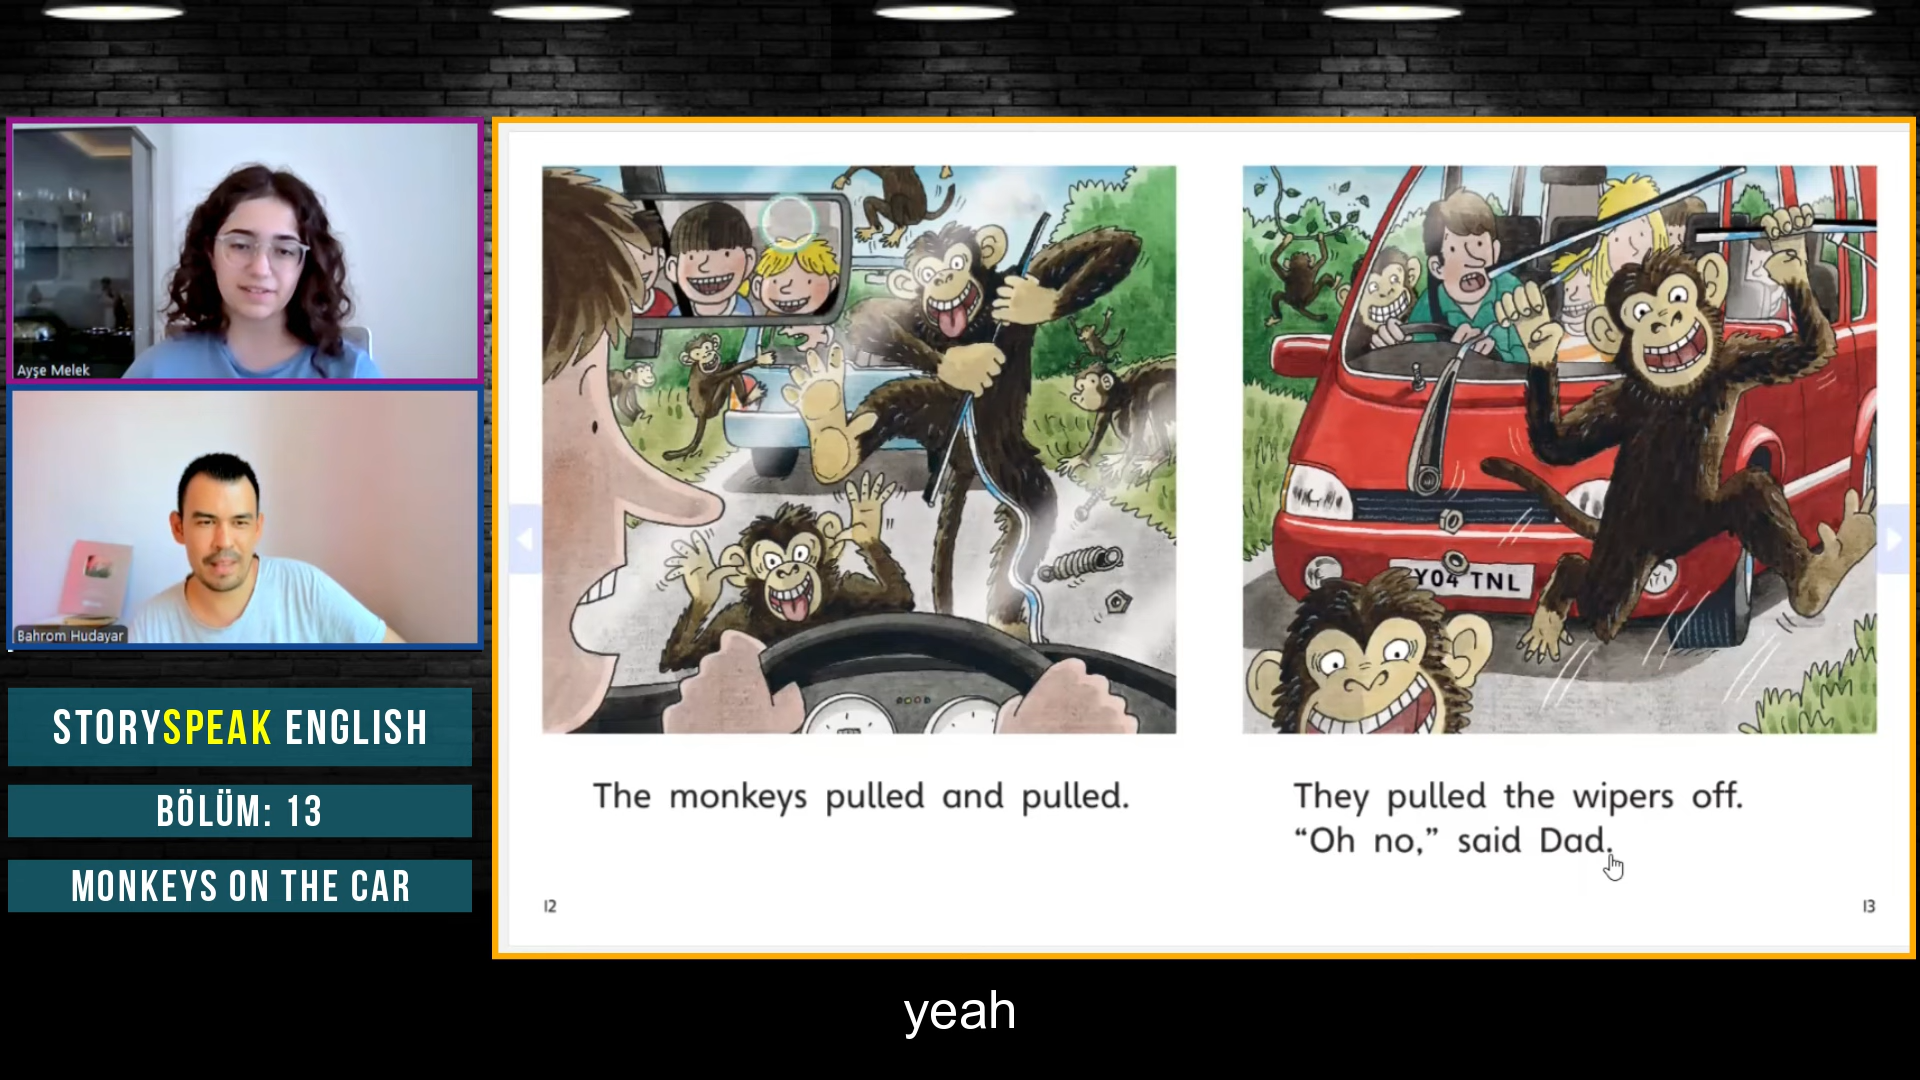 Ayşe Melek
Bahrom Hudayar
STORYSPEAK ENGLISH
BÖLÜM: 13
MONKEYS ON THE CAR
Y04 TNL
The monkeys pulled and pulled.
12
They pulled the wipers off.
“Oh no,” said Dad.
13
yeah